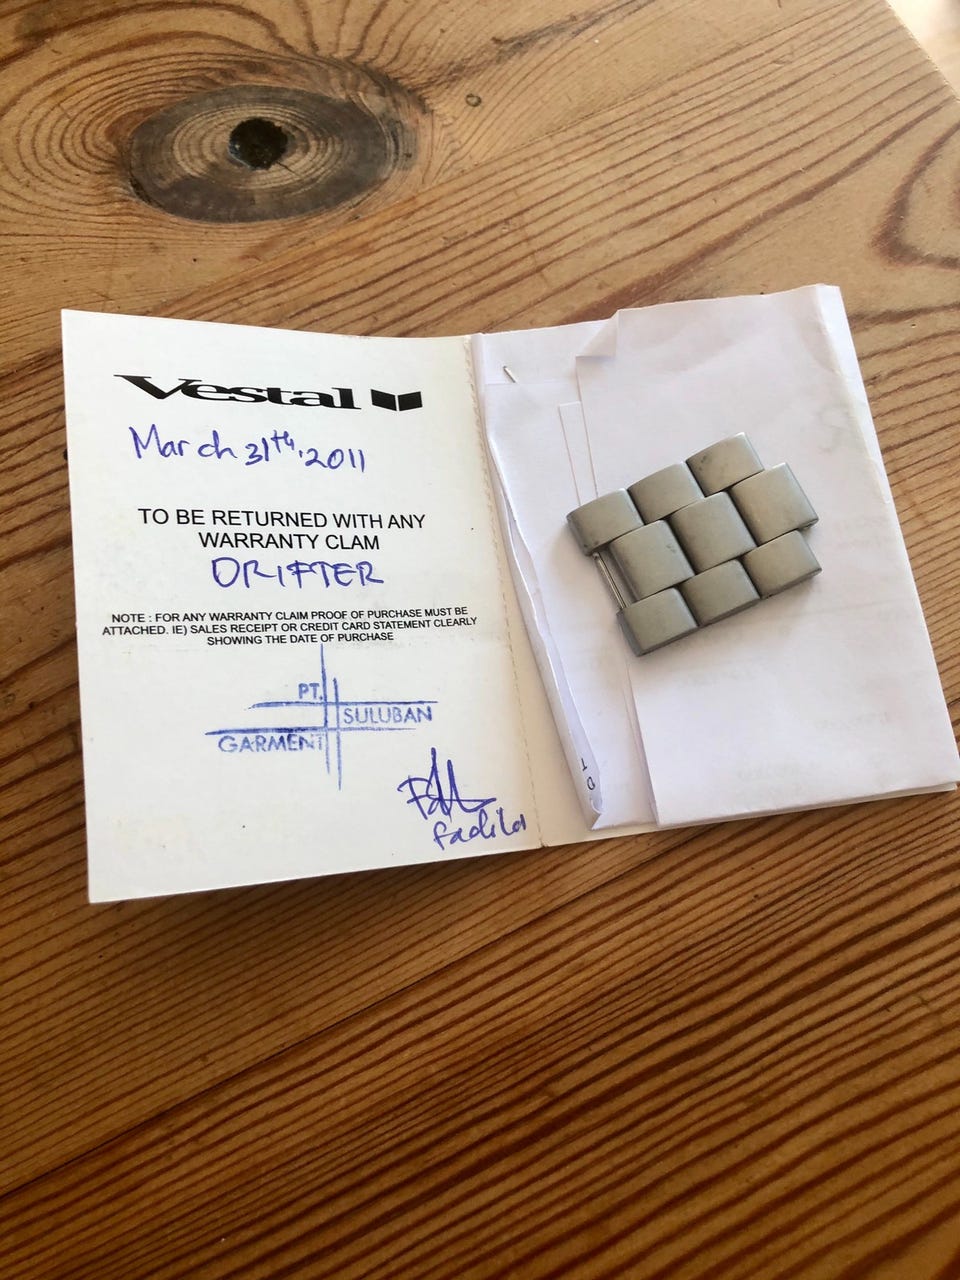 Vestal
March 31th, 2011
TO BE RETURNED WITH ANY
WARRANTY CLAM
DRIFTER
NOTE : FOR ANY WARRANTY CLAIM PROOF OF PURCHASE MUST BE
ATTACHED. IE) SALES RECEIPT OR CREDIT CARD STATEMENT CLEARLY
SHOWING THE DATE OF PURCHASE
PT.
SULUBAN
GARMENT
fadila